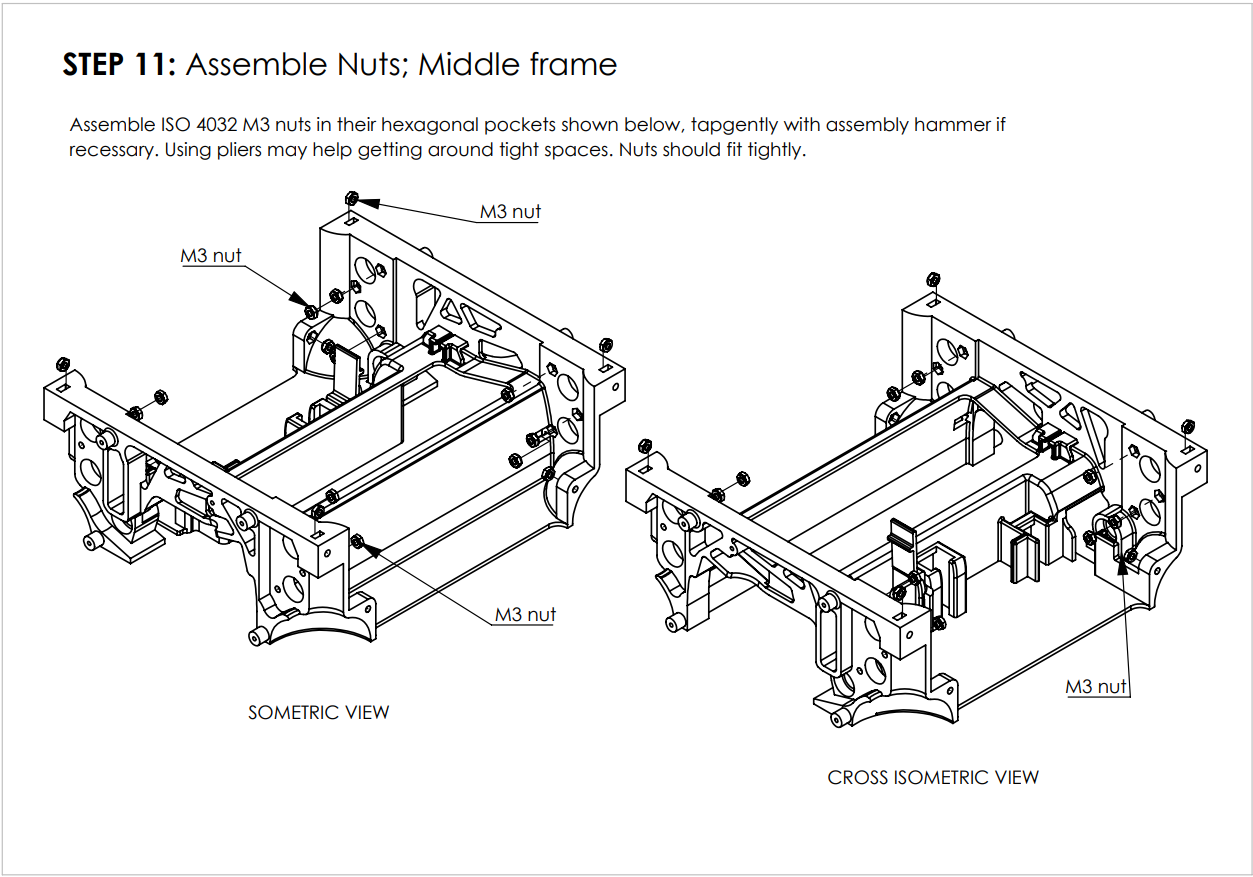 STEP 11: Assemble Nuts; Middle frame
Assemble ISO 4032 M3 nuts in their hexagonal pockets shown below, tapgently with assembly hammer if
recessary. Using pliers may help getting around tight spaces. Nuts should fit tightly.
M3 nut
M3 nut
M3 nut
M3 nut
SOMETRIC VIEW
CROSS ISOMETRIC VIEW